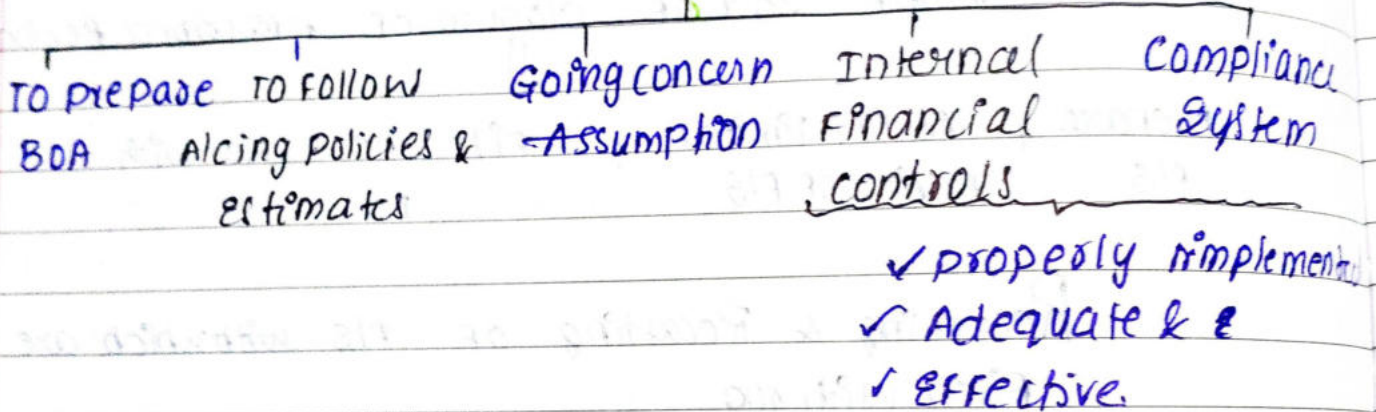 To prepare To Follow Going concern Internal Compliance
BOA A/cing policies & Assumption Financial System
estimates controls
✓ properly implement
✓ Adequate &
✓ Effective.